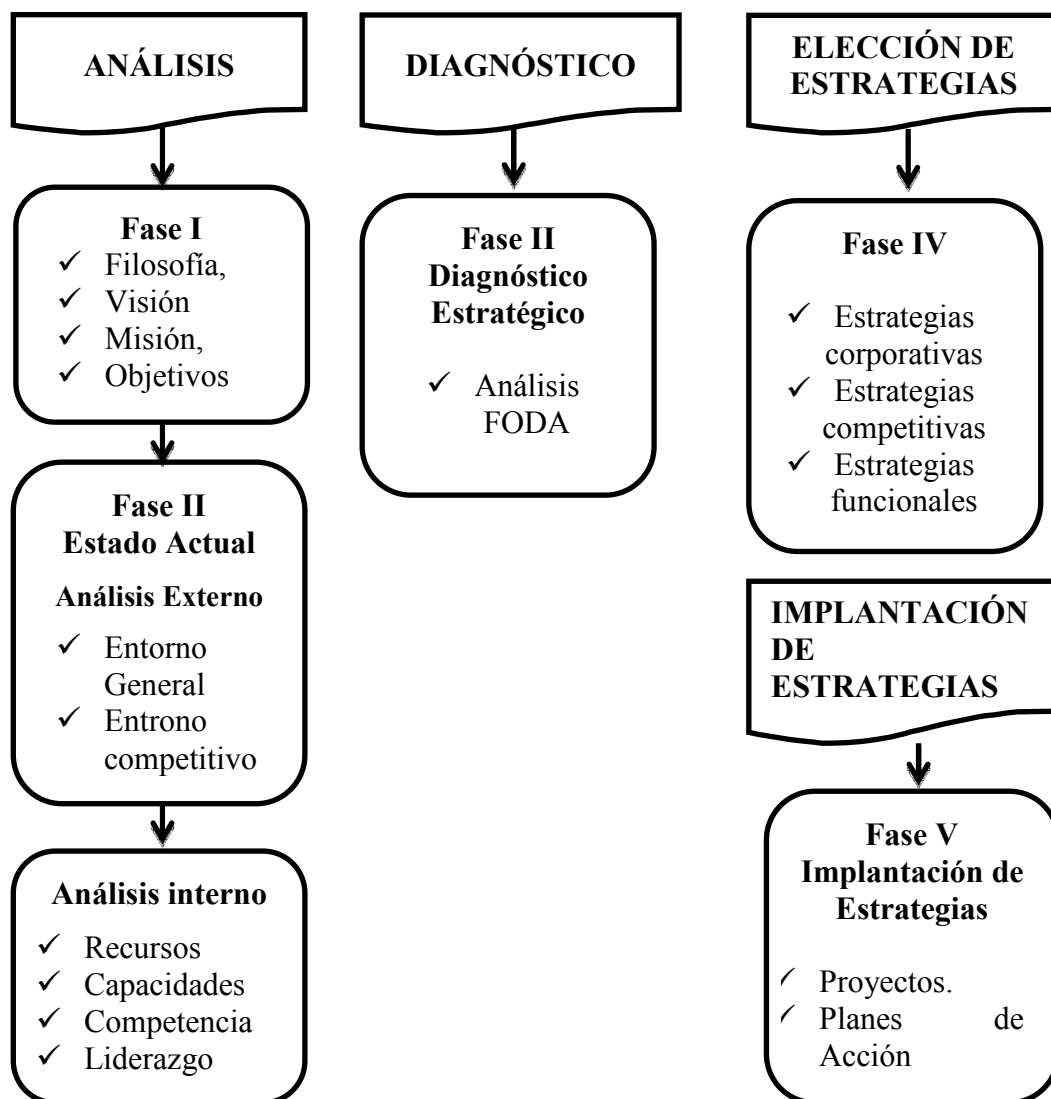 ANÁLISIS
Fase I
✓ Filosofía,
✓ Visión
✓ Misión,
✓ Objetivos
Fase II
Estado Actual
Análisis Externo
✓ Entorno
General
✓ Entrono
competitivo
Análisis interno
✓ Recursos
✓ Capacidades
✓ Competencia
✓ Liderazgo
DIAGNÓSTICO
Fase II
Diagnóstico
Estratégico
✓ Análisis
FODA
ELECCIÓN DE
ESTRATEGIAS
Fase IV
✓ Estrategias
corporativas
✓ Estrategias
competitivas
✓ Estrategias
funcionales
IMPLANTACIÓN
DE
ESTRATEGIAS
Fase V
Implantación de
Estrategias
✓ Proyectos.
✓ Planes de
Acción